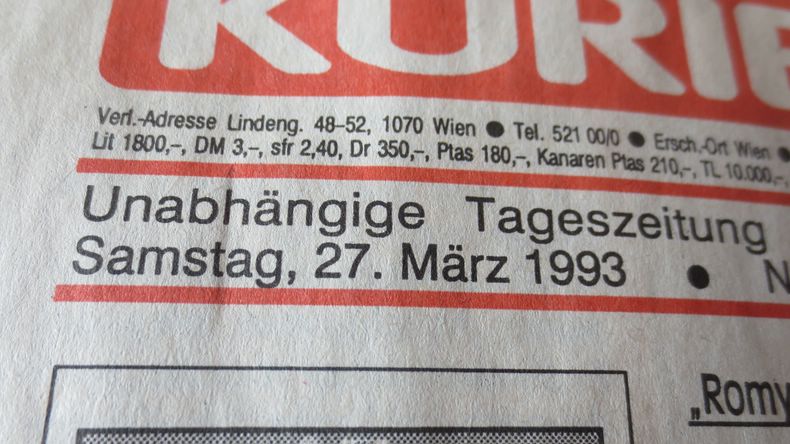 KURIE
Verl.-Adresse Lindeng. 48–52, 1070 Wien ● Tel. 521 00/0 ● Ersch.-Ort Wien ●
Lit 1800,–, DM 3,–, sfr 2,40, Dr 350,–, Ptas 180,–, Kanaren Ptas 210,–, TL 10.000,–,
Unabhängige Tageszeitung
Samstag, 27. März 1993 ● N
„Romy